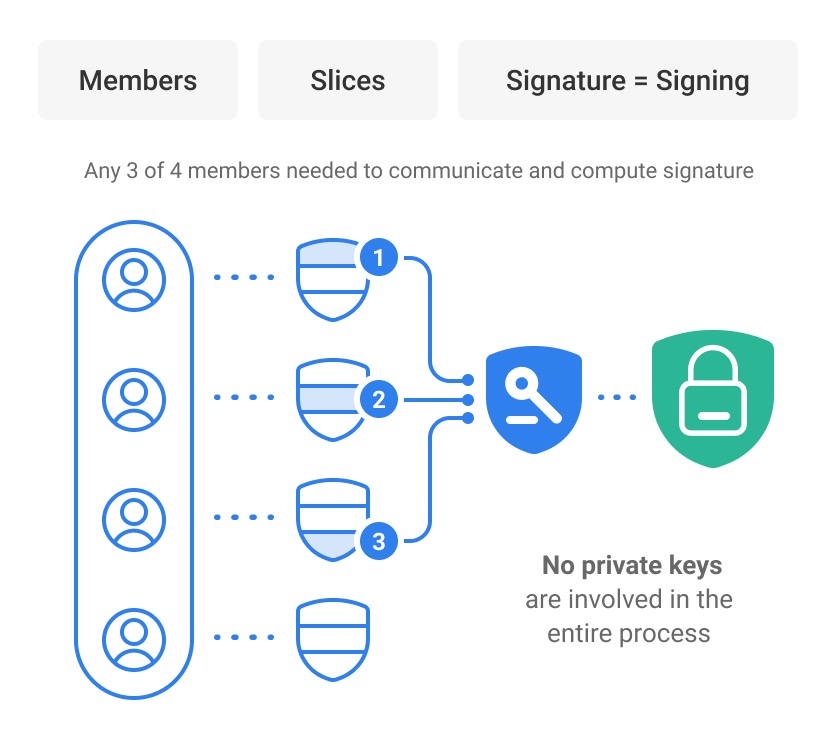 Members
Slices
Signature = Signing
Any 3 of 4 members needed to communicate and compute signature
1
2
3
No private keys
are involved in the
entire process